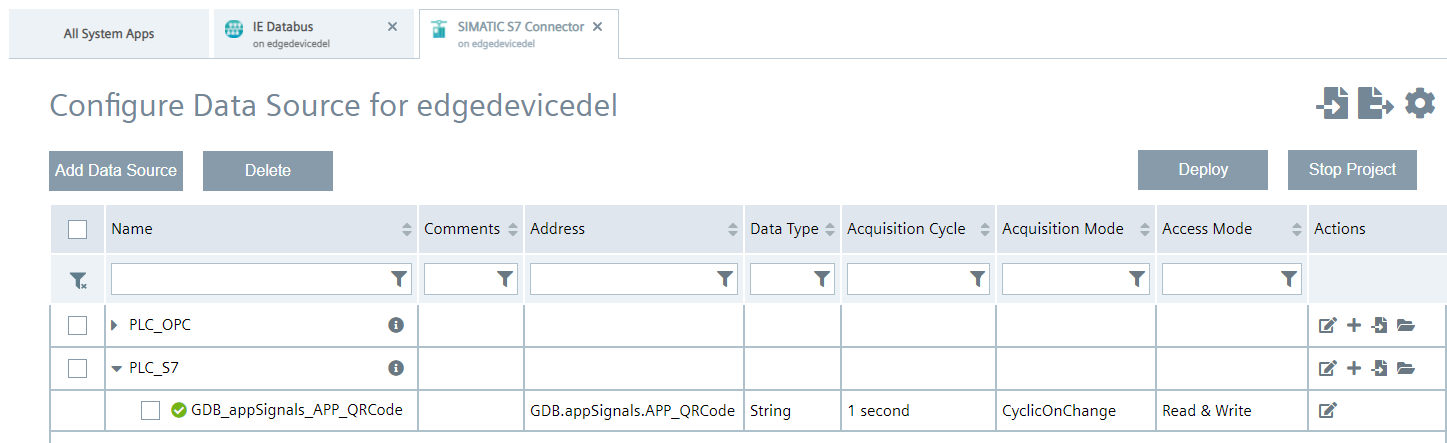 All System Apps
IE Databus
on edgedevicedel
SIMATIC S7 Connector
on edgedevicedel
Configure Data Source for edgedevicedel
Add Data Source Delete Deploy Stop Project
Name Comments Address Data Type Acquisition Cycle Acquisition Mode Access Mode Actions
PLC_OPC
PLC_S7
GDB_appSignals_APP_QRCode GDB.appSignals.APP_QRCode String 1 second CyclicOnChange Read & Write